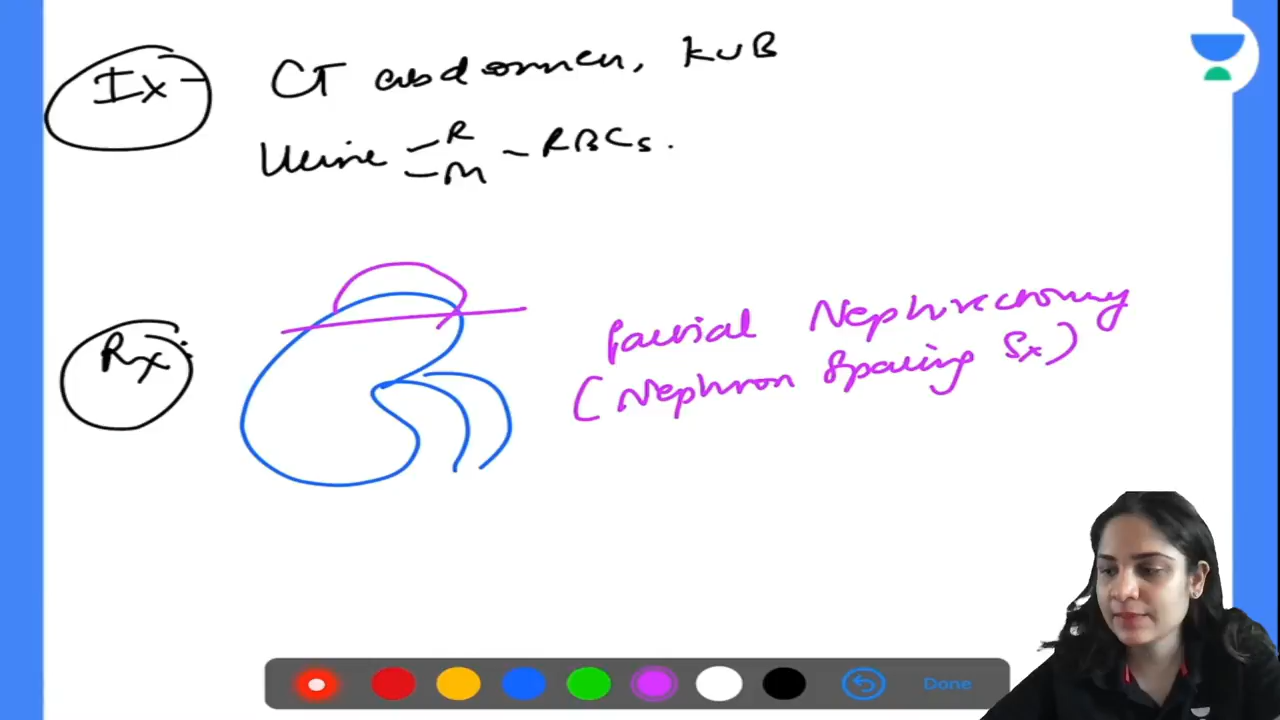 Ix
CT abdomen, KUB
Urine - R
- M - RBCs.
Rx
Partial Nephrectomy
(Nephron Sparing Sx)
Done